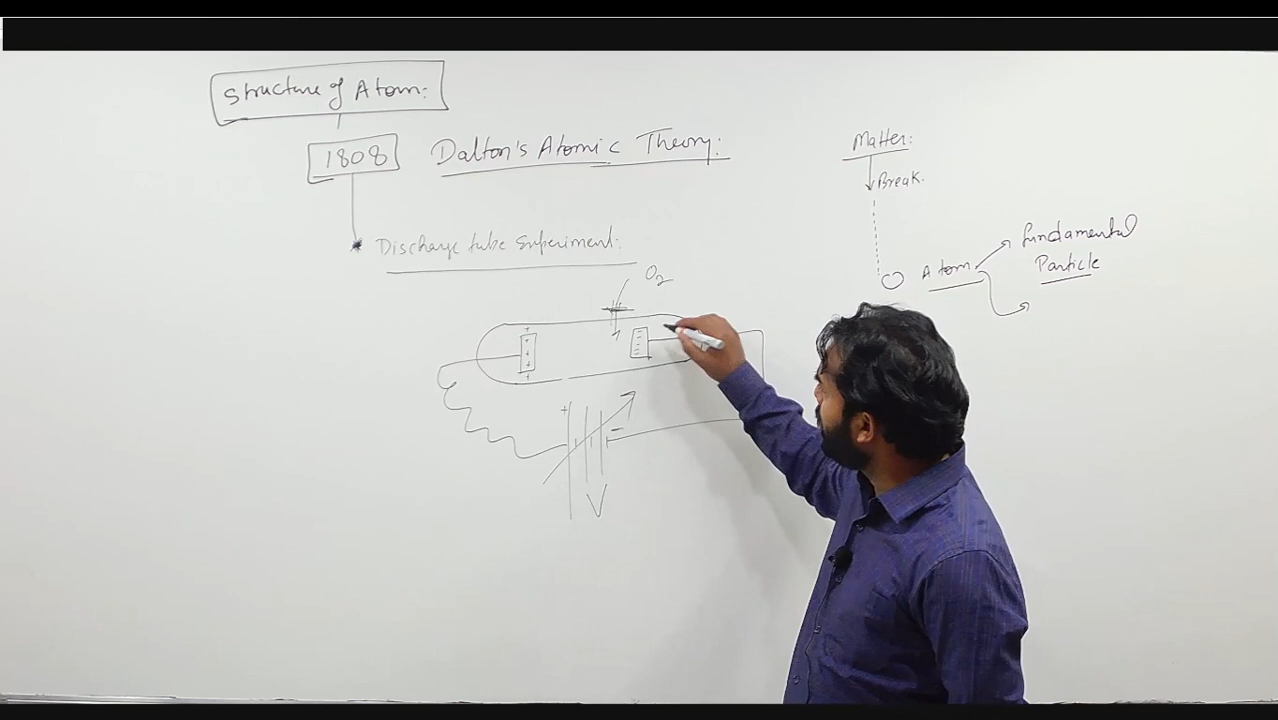 Structure of Atom:
1808
Dalton's Atomic Theory:
Discharge tube Experiment:
O2
+
+
+
+
-
-
-
+
-
V
Matter:
Break.
Atom
fundamental
Particle